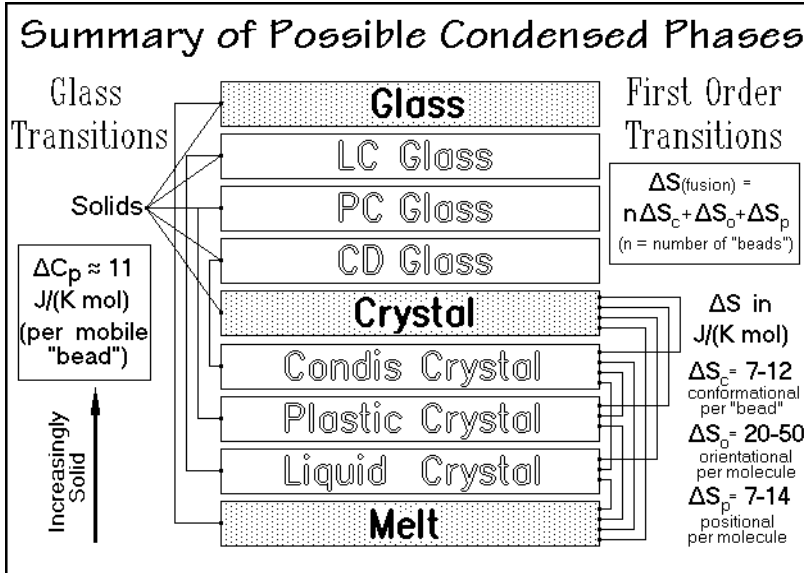 Summary of Possible Condensed Phases
Glass
Transitions
Solids
ΔCp ≈ 11
J/(K mol)
(per mobile
"bead")
Increasingly
Solid
Glass
LC Glass
PC Glass
CD Glass
Crystal
Condis Crystal
Plastic Crystal
Liquid Crystal
Melt
First Order
Transitions
ΔS(fusion) =
nΔSc+ΔSo+ΔSp
(n = number of "beads")
ΔS in
J/(K mol)
ΔSc= 7-12
conformational
per "bead"
ΔSo= 20-50
orientational
per molecule
ΔSp= 7-14
positional
per molecule